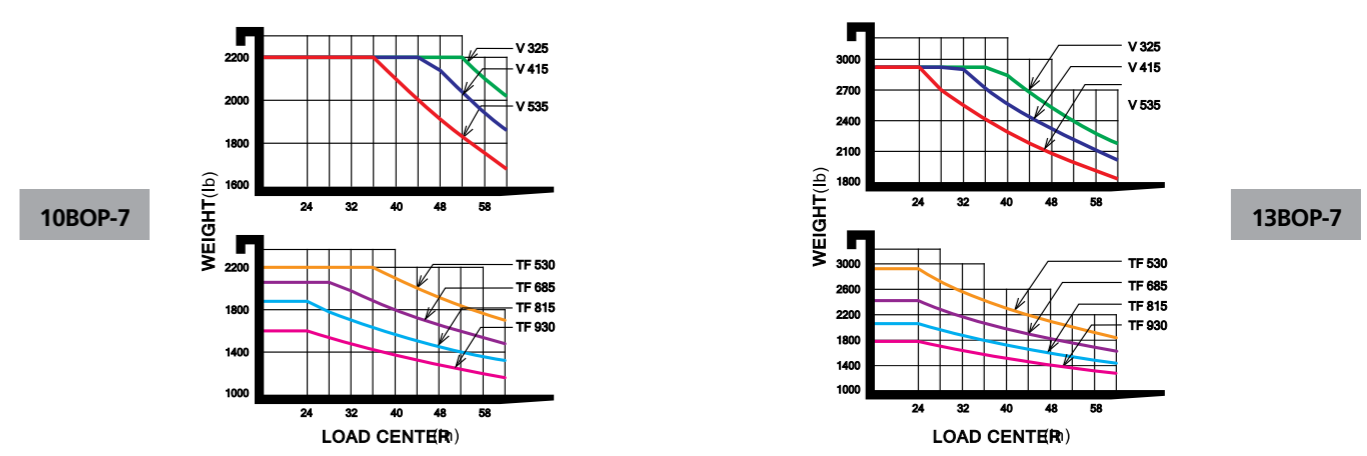 10BOP-7
WEIGHT(lb)
2200
2000
1800
1600
24 32 40 48 58
V 325
V 415
V 535
2200
1800
1400
1000
24 32 40 48 58
TF 530
TF 685
TF 815
TF 930
LOAD CENTER(in)
13BOP-7
WEIGHT(lb)
3000
2700
2400
2100
1800
24 32 40 48 58
V 325
V 415
V 535
3000
2600
2200
1800
1400
1000
24 32 40 48 58
TF 530
TF 685
TF 815
TF 930
LOAD CENTER(in)